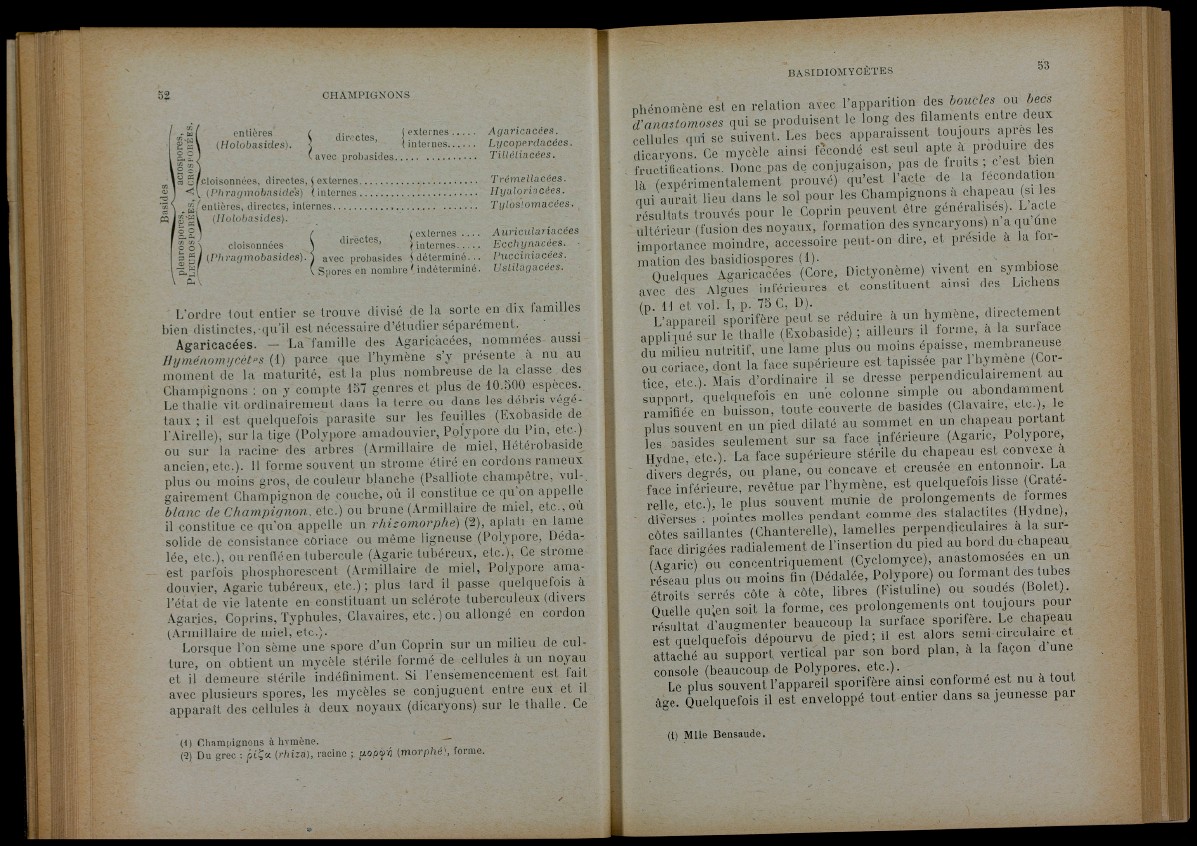 52
CHAMPIGNONS
Basides
acrosporées, ACROSPORÉES.
entières (Holobasides).
directes, externes ..... Agaricacées.
internes...... Lycoperdacées.
avec probasides............... Tillétiacées.
cloisonnées, directes, externes........................ Trémellacées.
(Phragmobasides) internes........................ Hyaloriacées.
pleurosporées, PLEUROSPORÉES.
entières, directes, internes........................ Tylostomacées.
(Holobasides).
cloisonnées (Phragmobasides).
directes, externes .... Auriculariacées
internes..... Ecchynacées.
avec probasides déterminé... Pucciniacées.
Spores en nombre indéterminé. Ustilagacées.
L'ordre tout entier se trouve divisé de la sorte en dix familles
bien distinctes, qu'il est nécessaire d'étudier séparément.
Agaricacées. — La famille des Agaricacées, nommées aussi
Hyménomycètes (1) parce que l'hymène s'y présente à nu au
moment de la maturité, est la plus nombreuse de la classe des
Champignons : on y compte 157 genres et plus de 10.500 espèces.
Le thalle vit ordinairement dans la terre ou dans les débris végé-
taux ; il est quelquefois parasite sur les feuilles (Exobaside de
l'Airelle), sur la tige (Polypore amadouvier, Polypore du Pin, etc.)
ou sur la racine des arbres (Armillaire de miel, Hétérobaside
ancien, etc.). Il forme souvent un strome étiré en cordons rameux
plus ou moins gros, de couleur blanche (Psalliote champêtre, vul-
gairement Champignon de couche, où il constitue ce qu'on appelle
blanc de Champignon, etc.) ou brune (Armillaire de miel, etc., où
il constitue ce qu'on appelle un rhizomorphe) (2), aplati en lame
solide de consistance coriace ou même ligneuse (Polypore, Déda-
lée, etc.), ou renflé en tubercule (Agaric tubéreux, etc.). Ce strome
est parfois phosphorescent (Armillaire de miel, Polypore ama-
douvier, Agaric tubéreux, etc.); plus tard il passe quelquefois à
l'état de vie latente en constituant un sclérote tuberculeux (divers
Agarics, Coprins, Typhules, Clavaires, etc.) ou allongé en cordon
(Armillaire de miel, etc.).
Lorsque l'on sème une spore d'un Coprin sur un milieu de cul-
ture, on obtient un mycèle stérile formé de cellules à un noyau
et il demeure stérile indéfiniment. Si l'ensemencement est fait
avec plusieurs spores, les mycèles se conjuguent entre eux et il
apparaît des cellules à deux noyaux (dicaryons) sur le thalle. Ce
(1) Champignons à hymène.
(2) Du grec : ῥίζα (rhiza), racine ; μορφή (morphé), forme.
BASIDIOMYCÈTES
53
phénomène est en relation avec l'apparition des boucles ou becs
d'anastomoses qui se produisent le long des filaments entre deux
cellules qui se suivent. Les becs apparaissent toujours après les
dicaryons. Ce mycèle ainsi fécondé est seul apte à produire des
fructifications. Donc pas de conjugaison, pas de fruits ; c'est bien
là (expérimentalement prouvé) qu'est l'acte de la fécondation
qui aurait lieu dans le sol pour les Champignons à chapeau (si les
résultats trouvés pour le Coprin peuvent être généralisés). L'acte
ultérieur (fusion des noyaux, formation des syncaryons) n'a qu'une
importance moindre, accessoire peut-on dire, et préside à la for-
mation des basidiospores (1).
Quelques Agaricacées (Core, Dictyonème) vivent en symbiose
avec des Algues inférieures et constituent ainsi des Lichens
(p. 11 et vol. I, p. 75 C, D).
L'appareil sporifère peut se réduire à un hymène, directement
appliqué sur le thalle (Exobaside) ; ailleurs il forme, à la surface
du milieu nutritif, une lame plus ou moins épaisse, membraneuse
ou coriace, dont la face supérieure est tapissée par l'hymène (Cor-
tice, etc.). Mais d'ordinaire il se dresse perpendiculairement au
support, quelquefois en une colonne simple ou abondamment
ramifiée en buisson, toute couverte de basides (Clavaire, etc.), le
plus souvent en un pied dilaté au sommet en un chapeau portant
les basides seulement sur sa face inférieure (Agaric, Polypore,
Hydne, etc.). La face supérieure stérile du chapeau est convexe à
divers degrés, ou plane, ou concave et creusée en entonnoir. La
face inférieure, revêtue par l'hymène, est quelquefois lisse (Craté-
relle, etc.), le plus souvent munie de prolongements de formes
diverses : pointes molles pendant comme des stalactites (Hydne),
côtes saillantes (Chanterelle), lamelles perpendiculaires à la sur-
face dirigées radialement de l'insertion du pied au bord du chapeau
(Agaric) ou concentriquement (Cyclomyce), anastomosées en un
réseau plus ou moins fin (Dédalée, Polypore) ou formant des tubes
étroits serrés côte à côte, libres (Fistuline) ou soudés (Bolet).
Quelle qu'en soit la forme, ces prolongements ont toujours pour
résultat d'augmenter beaucoup la surface sporifère. Le chapeau
est quelquefois dépourvu de pied; il est alors semi-circulaire et
attaché au support vertical par son bord plan, à la façon d'une
console (beaucoup de Polypores, etc.).
Le plus souvent l'appareil sporifère ainsi conformé est nu à tout
âge. Quelquefois il est enveloppé tout entier dans sa jeunesse par
(1) Mlle Bensaude.